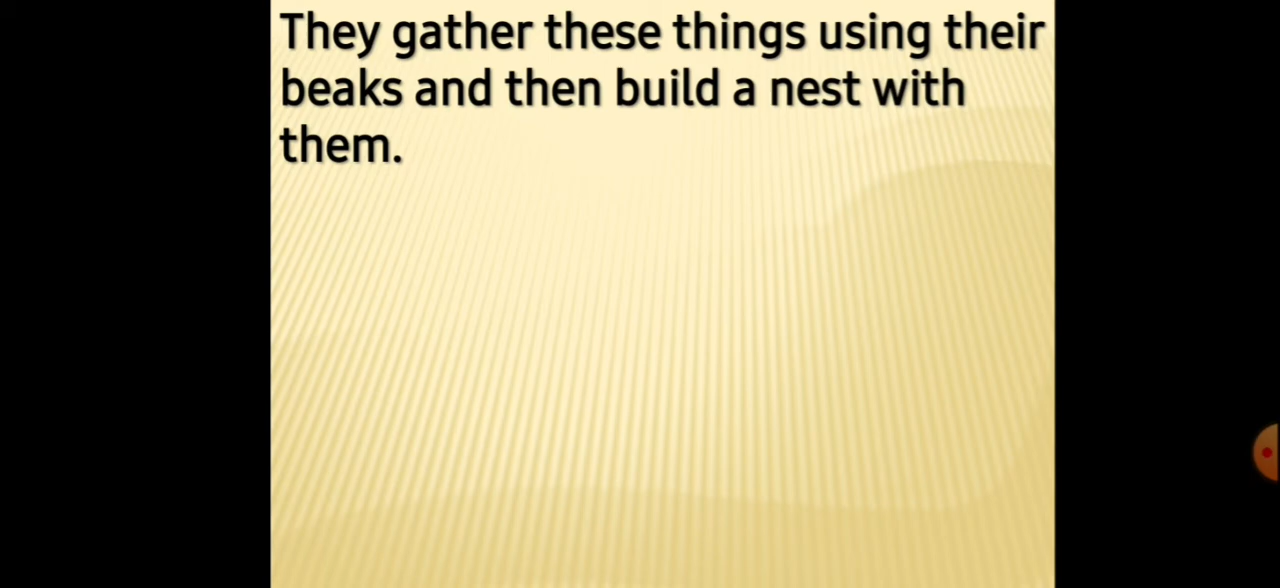 They gather these things using their
beaks and then build a nest with
them.